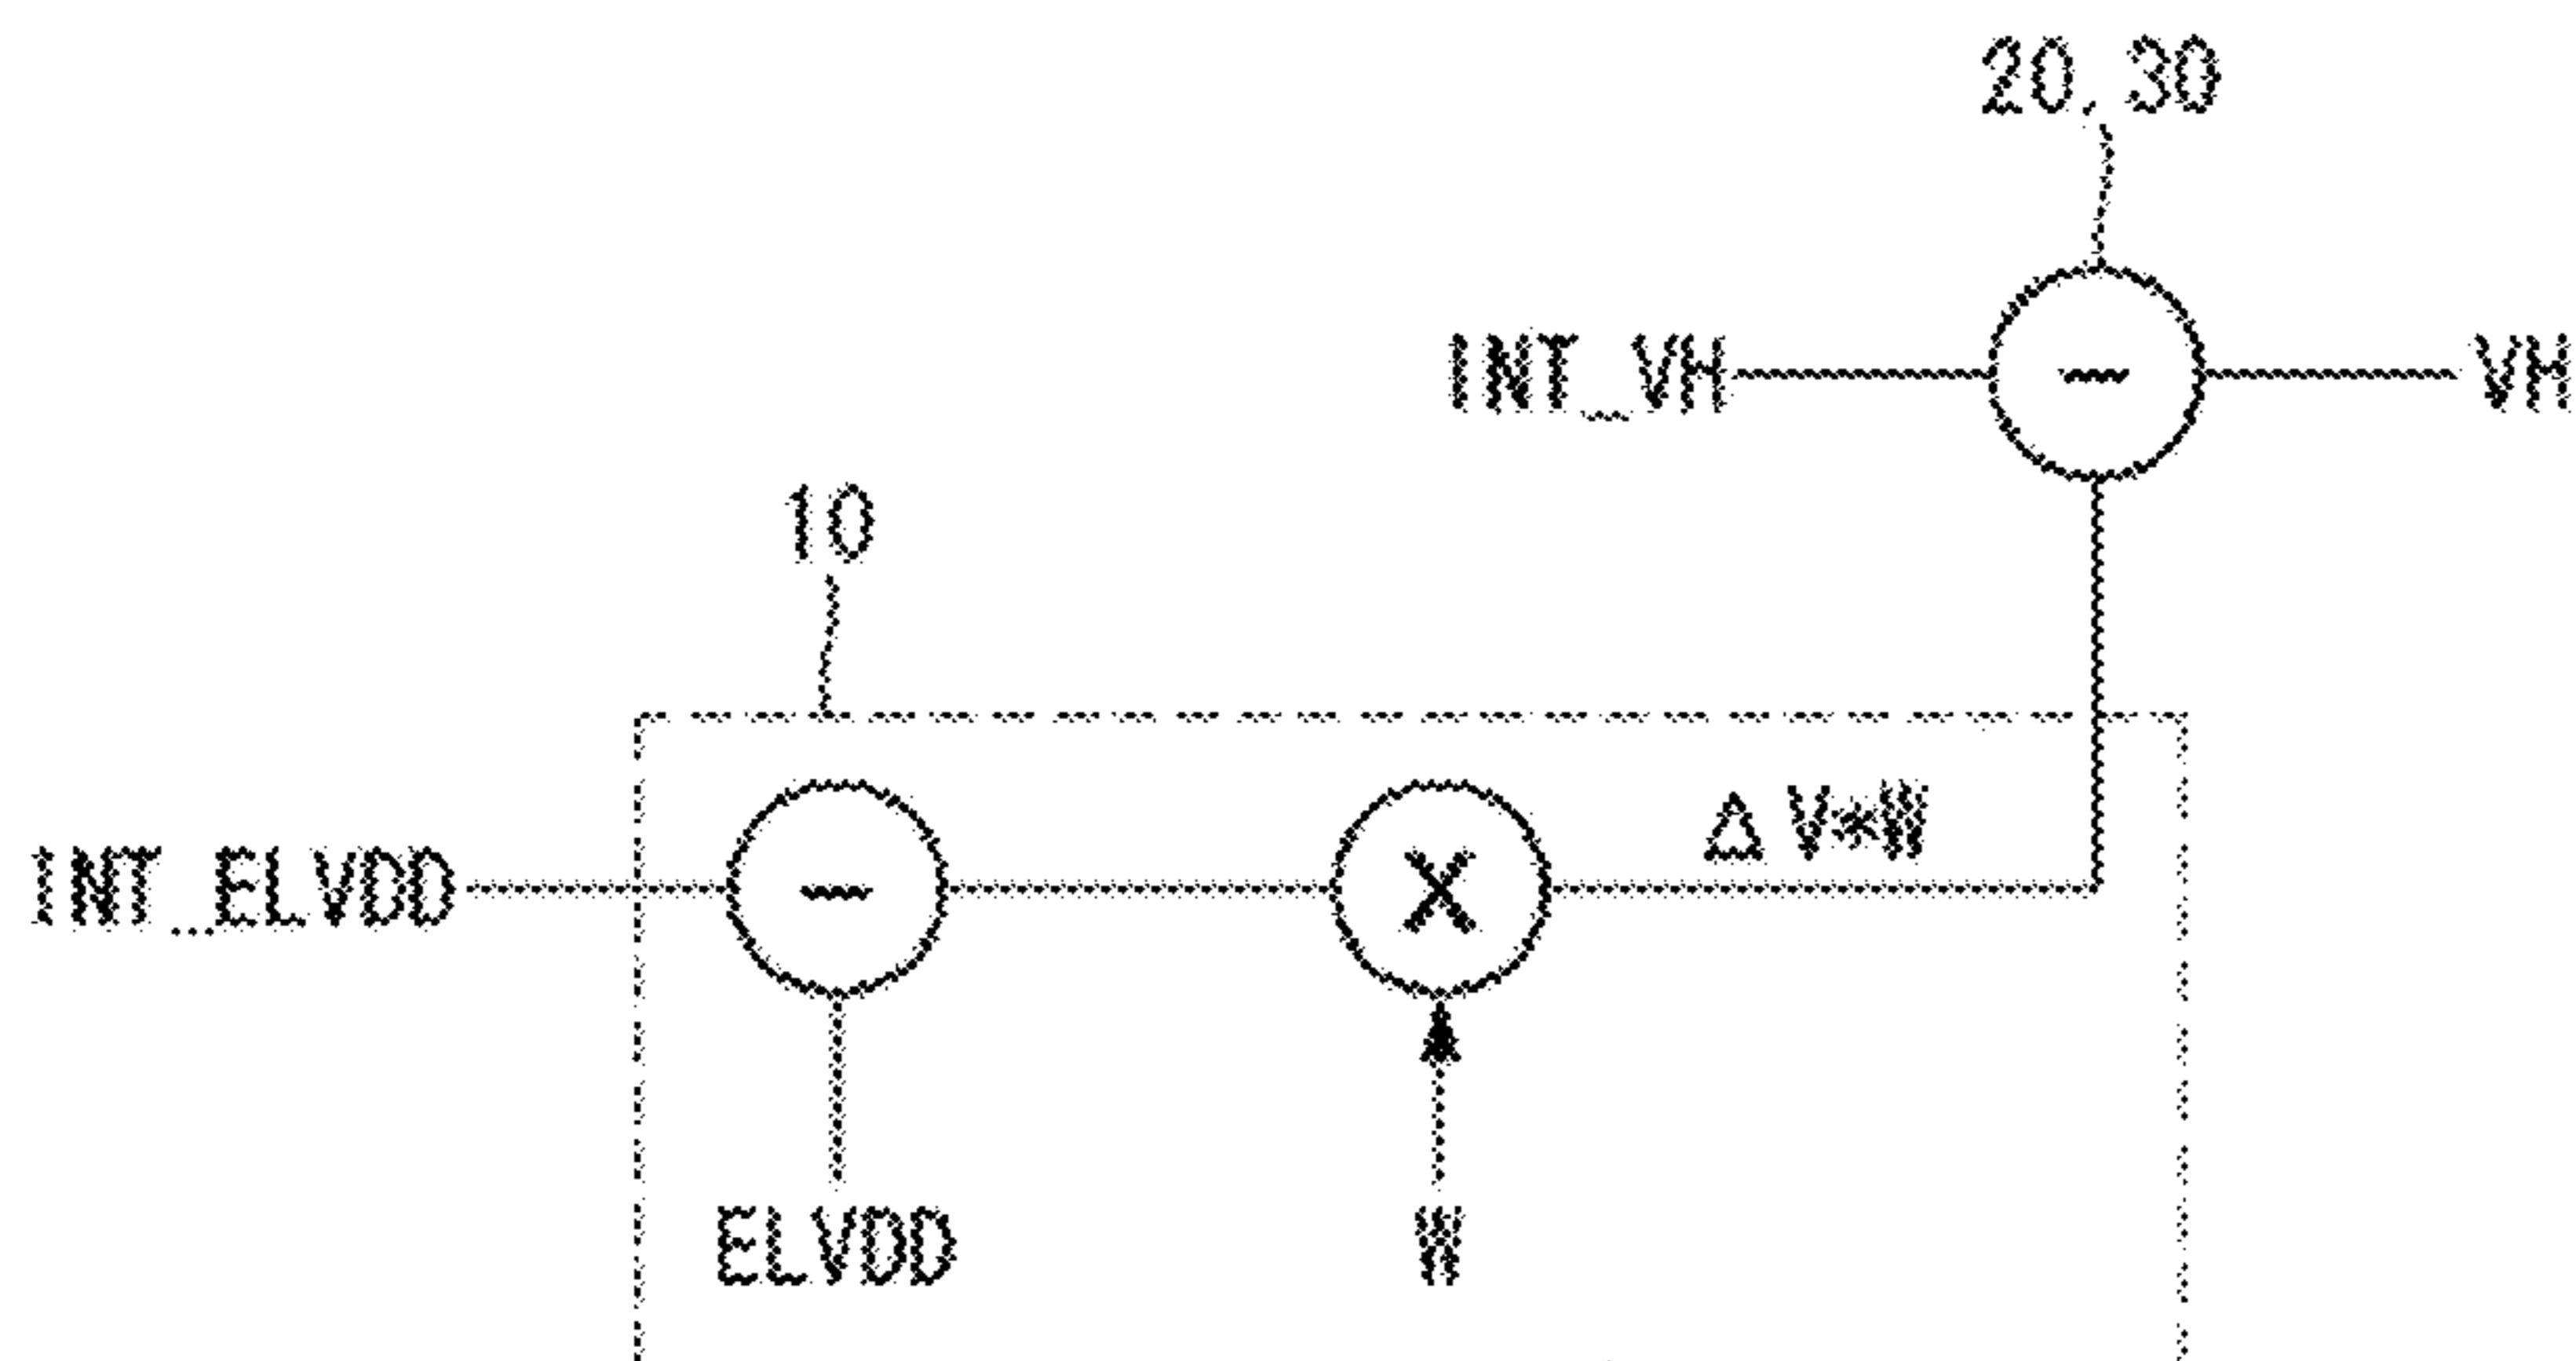 20, 30
INT_VH
−
VH
10
INT_ELVDD
−
X
ΔV*W
ELVDD
W